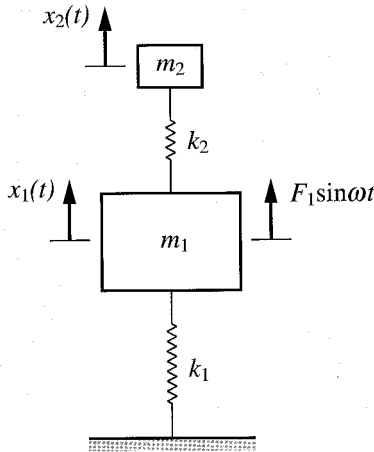 x₂(t)
m₂
k₂
x₁(t)
F₁sinωt
m₁
k₁